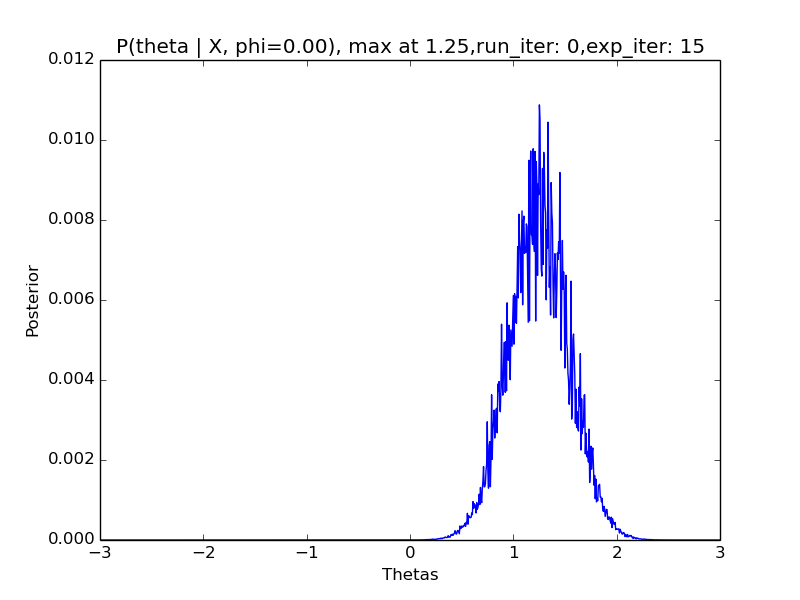 P(theta | X, phi=0.00), max at 1.25,run_iter: 0,exp_iter: 15
0.012
0.010
0.008
0.006
0.004
0.002
0.000
Posterior
−3 −2 −1 0 1 2 3
Thetas